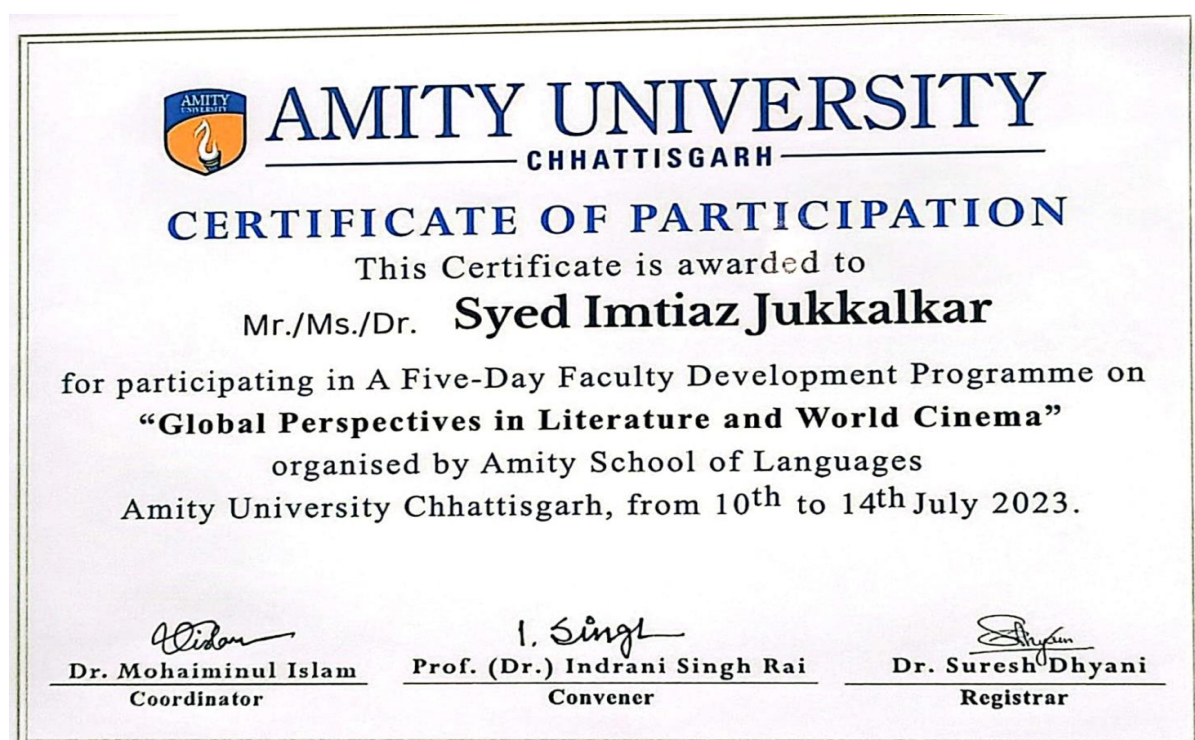 AMITY
UNIVERSITY
AMITY UNIVERSITY
CHHATTISGARH
CERTIFICATE OF PARTICIPATION
This Certificate is awarded to
Mr./Ms./Dr. Syed Imtiaz Jukkalkar
for participating in A Five-Day Faculty Development Programme on
“Global Perspectives in Literature and World Cinema”
organised by Amity School of Languages
Amity University Chhattisgarh, from 10th to 14th July 2023.
I. Singh
Dr. Mohaiminul Islam Prof. (Dr.) Indrani Singh Rai Dr. Suresh Dhyani
Coordinator Convener Registrar